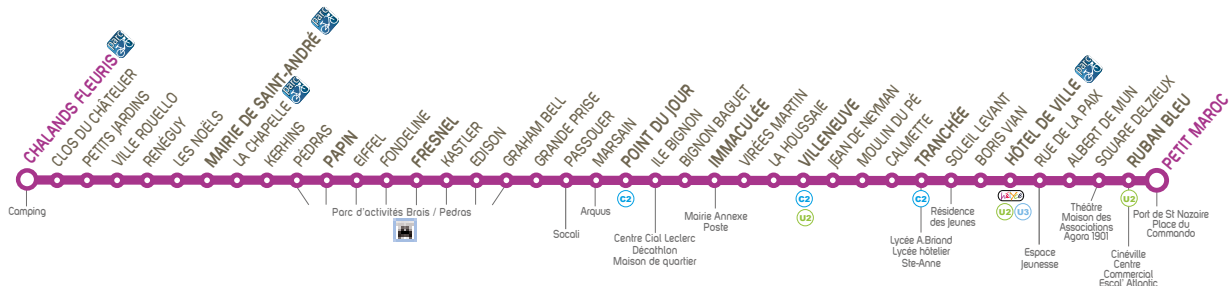 CHALANDS FLEURIS
CLOS DU CHÂTELIER
PETITS JARDINS
VILLE ROUELLO
RENÉGUY
LES NOËLS
MAIRIE DE SAINT-ANDRÉ
LA CHAPELLE
KERHINS
PÉDRAS
PAPIN
EIFFEL
FONDELINE
FRESNEL
KASTLER
EDISON
GRAHAM BELL
GRANDE PRISE
PASSOUER
MARSAIN
POINT DU JOUR
ILE BIGNON
BIGNON BAGUET
IMMACULÉE
VIRÉES MARTIN
LA HOUSSAIE
VILLENEUVE
JEAN DE NEYMAN
MOULIN DU PÉ
CALMETTE
TRANCHÉE
SOLEIL LEVANT
BORIS VIAN
HÔTEL DE VILLE
RUE DE LA PAIX
ALBERT DE MUN
SQUARE DELZIEUX
RUBAN BLEU
PETIT MAROC
Camping
Parc d'activités Brais / Pedras
Socali
Arquus
C2
Centre Cial Leclerc
Décathlon
Maison de quartier
Mairie Annexe
Poste
C2
U2
C2
Lycée A.Briand
Lycée hôtelier
Ste-Anne
Résidence
des Jeunes
hélYce
U2 U3
Espace
Jeunesse
Théâtre
Maison des
Associations
Agora 1901
U2
Cinéville
Centre
Commercial
Escal' Atlantic
Port de St Nazaire
Place du
Commando